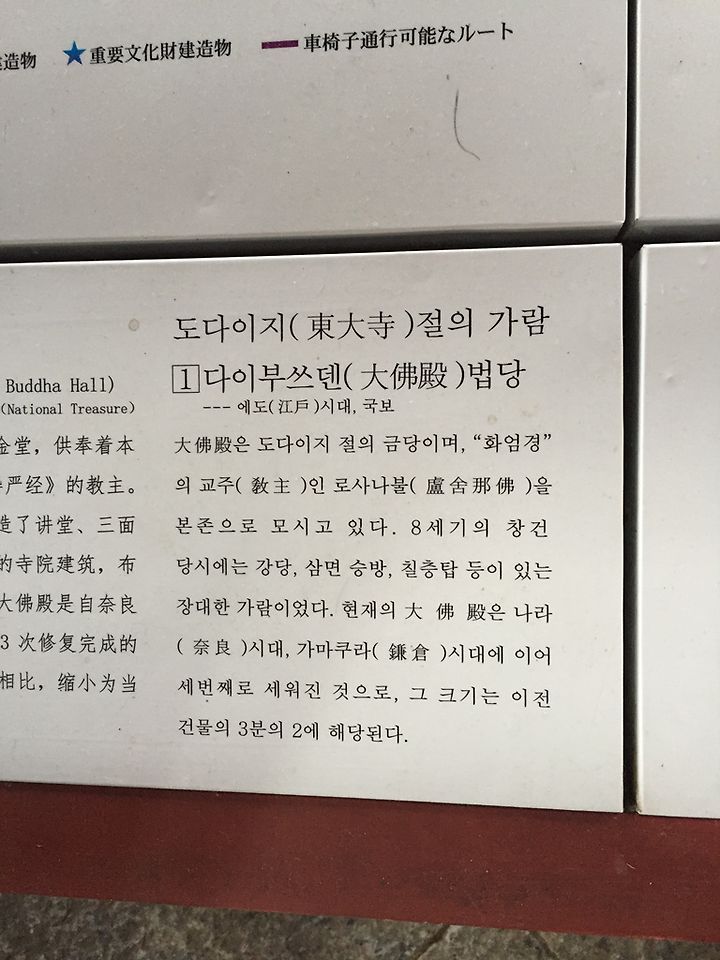 造物 ★重要文化財建造物 車椅子通行可能なルート
Buddha Hall)
(National Treasure)
金堂，供奉着本
严经》的教主。
造了讲堂、三面
的寺院建筑，布
大佛殿是自奈良
3 次修复完成的
相比，缩小为当
도다이지( 東大寺 )절의 가람
1 다이부쓰덴( 大佛殿 )법당
--- 에도(江戶)시대, 국보
大佛殿은 도다이지 절의 금당이며, “화엄경”
의 교주( 敎主 )인 로사나불( 盧舍那佛 )을
본존으로 모시고 있다. 8세기의 창건
당시에는 강당, 삼면 승방, 칠층탑 등이 있는
장대한 가람이었다. 현재의 大 佛 殿은 나라
( 奈良 )시대, 가마쿠라( 鎌倉 )시대에 이어
세번째로 세워진 것으로, 그 크기는 이전
건물의 3분의 2에 해당된다.